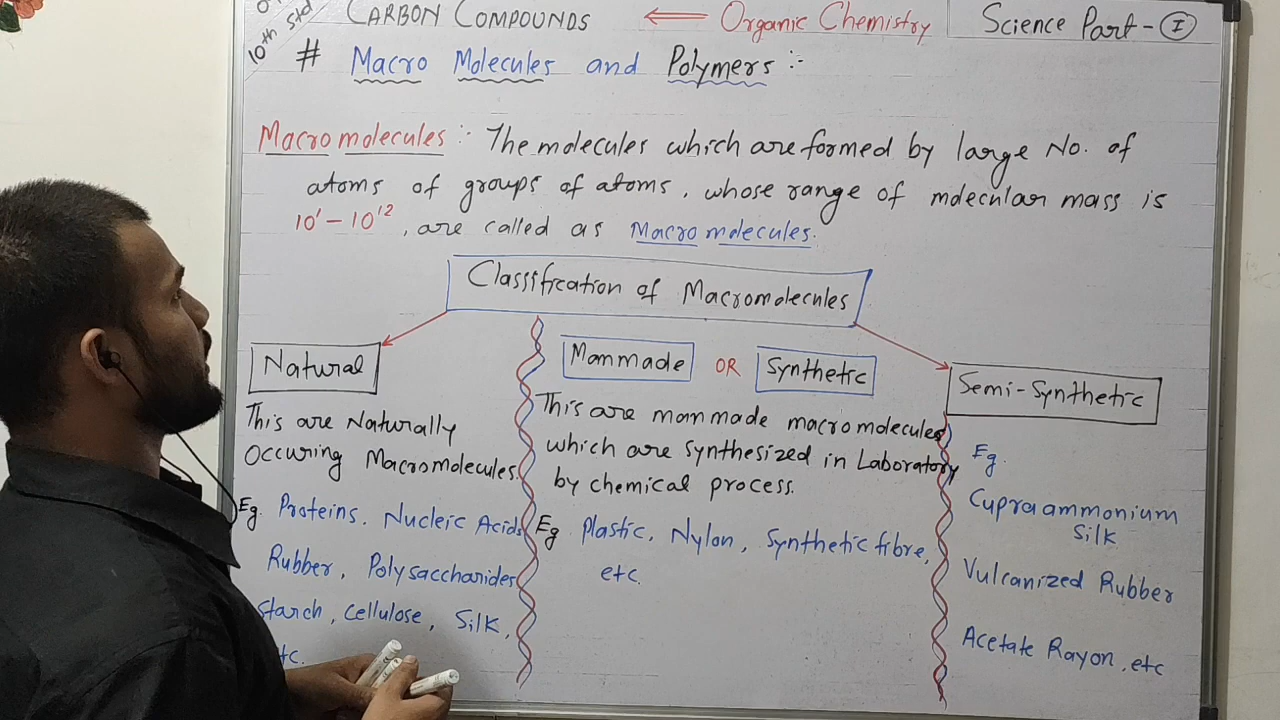 10th Std
CARBON COMPOUNDS ⟸ Organic Chemistry
Science Part - I
# Macro Molecules and Polymers :-
Macromolecules :- The molecules which are formed by large No. of
atoms of groups of atoms, whose range of molecular mass is
10¹ - 10¹², are called as Macromolecules.
Classification of Macromolecules
Natural
This are Naturally
Occuring Macromolecules.
Eg. Proteins. Nucleic Acids
Rubber, Polysaccharides
Starch, Cellulose, Silk,
etc.
Manmade OR Synthetic
This are manmade macromolecules
which are synthesized in Laboratory
by chemical process.
Eg Plastic, Nylon, Synthetic fibre,
etc.
Semi-Synthetic
Eg.
Cupraammonium
Silk
Vulcanized Rubber
Acetate Rayon, etc